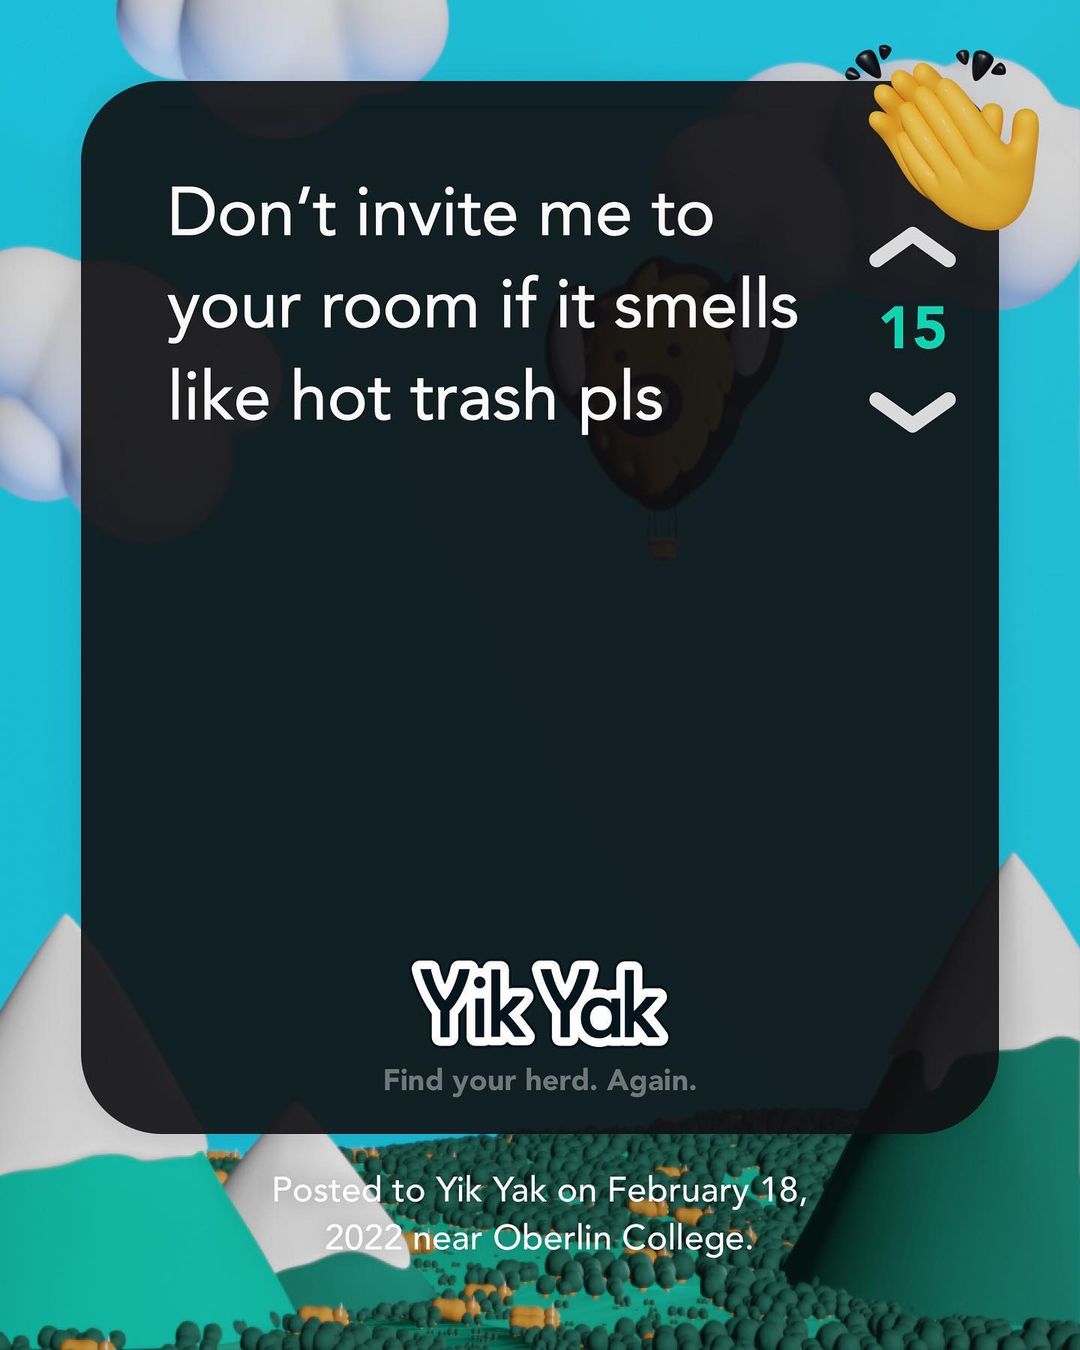 Don’t invite me to
your room if it smells
like hot trash pls
15
Yik Yak
Find your herd. Again.
Posted to Yik Yak on February 18,
2022 near Oberlin College.